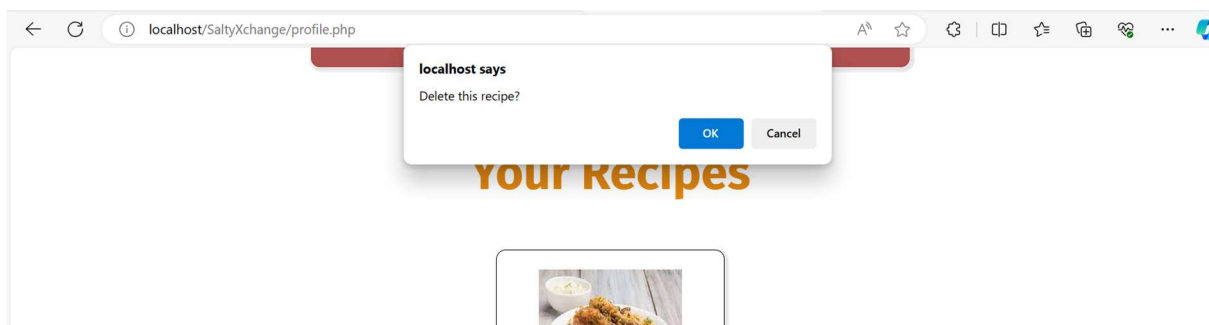 localhost/SaltyXchange/profile.php
localhost says
Delete this recipe?
OK Cancel
Your Recipes